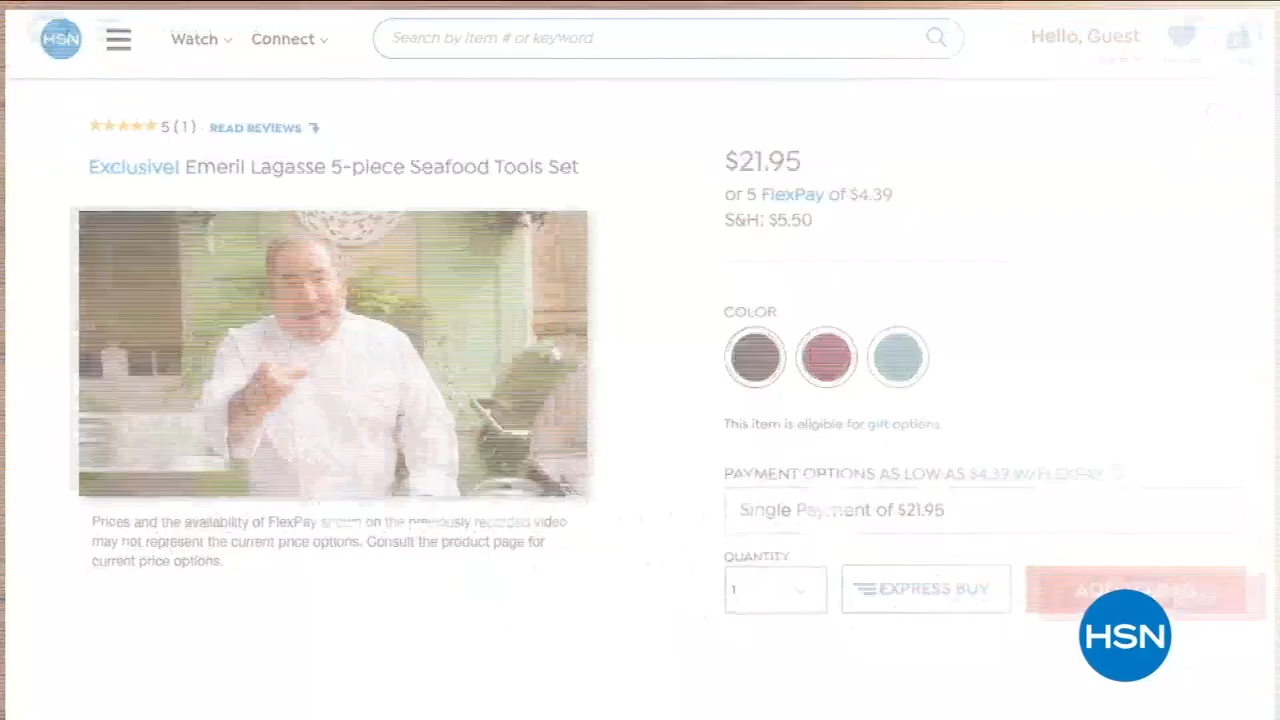 HSN
Watch
Connect
Search by item # or keyword
Hello, Guest
5 (1)
READ REVIEWS
Exclusive! Emeril Lagasse 5-piece Seafood Tools Set
$21.95
or 5 FlexPay of $4.39
S&H: $5.50
COLOR
This item is eligible for gift options
PAYMENT OPTIONS AS LOW AS $4.39 W/FLEXPAY
Single Payment of $21.95
Prices and the availability of FlexPay shown on the previously recorded video
may not represent the current price options. Consult the product page for
current price options.
QUANTITY
1
EXPRESS BUY
HSN